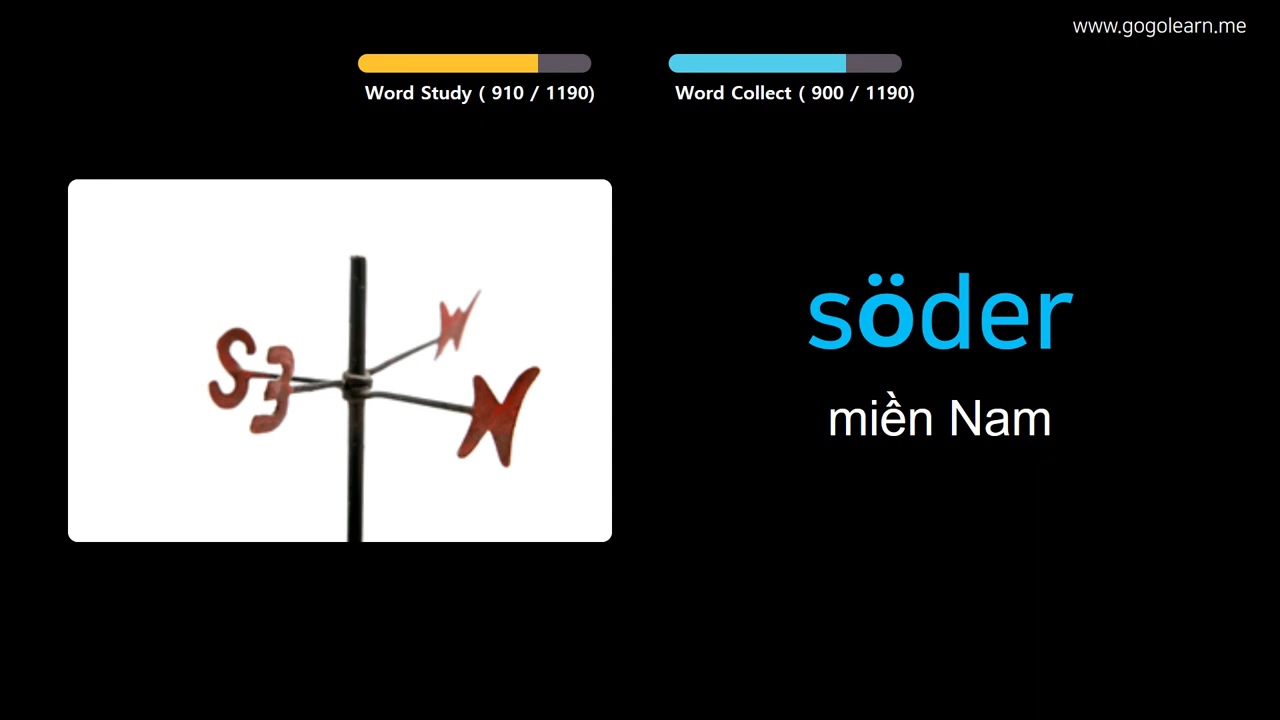 www.gogolearn.me
Word Study ( 910 / 1190)
Word Collect ( 900 / 1190)
söder
miền Nam
S
E
N
W